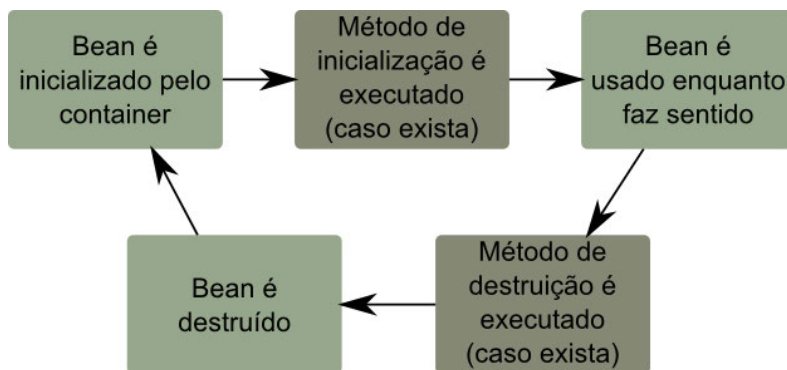 Bean é
inicializado pelo
container
Método de
inicialização é
executado
(caso exista)
Bean é
usado enquanto
faz sentido
Método de
destruição é
executado
(caso exista)
Bean é
destruído